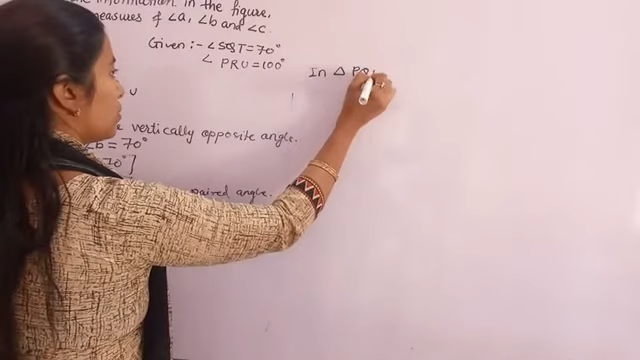 the information in the figure,
measures of ∠a, ∠b and ∠c.
Given :- ∠SQT = 70°
∠ PRU = 100°
In △ PQ
U
vertically opposite angle.
∠b = 70°
70°]
paired angle.